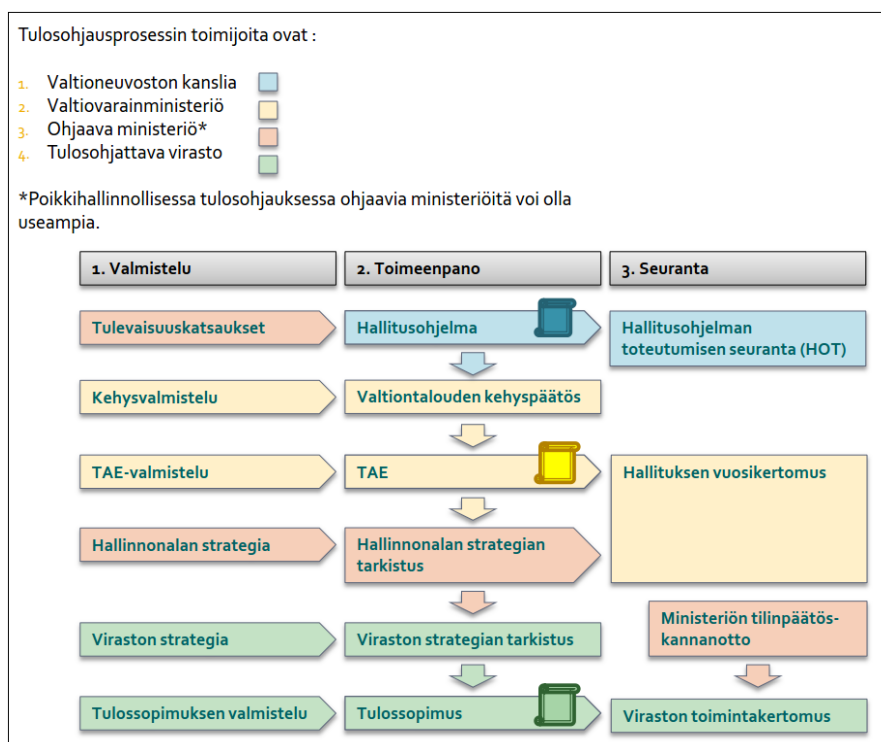 Tulosohjausprosessin toimijoita ovat :
1. Valtioneuvoston kanslia
2. Valtiovarainministeriö
3. Ohjaava ministeriö*
4. Tulosohjattava virasto
*Poikkihallinnollisessa tulosohjauksessa ohjaavia ministeriöitä voi olla
useampia.
1. Valmistelu
2. Toimeenpano
3. Seuranta
Tulevaisuuskatsaukset
Hallitusohjelma
Hallitusohjelman
toteutumisen seuranta (HOT)
Kehysvalmistelu
Valtiontalouden kehyspäätös
TAE-valmistelu
TAE
Hallituksen vuosikertomus
Hallinnonalan strategia
Hallinnonalan strategian
tarkistus
Ministeriön tilinpäätös-
kannanotto
Viraston strategia
Viraston strategian tarkistus
Tulossopimuksen valmistelu
Tulossopimus
Viraston toimintakertomus